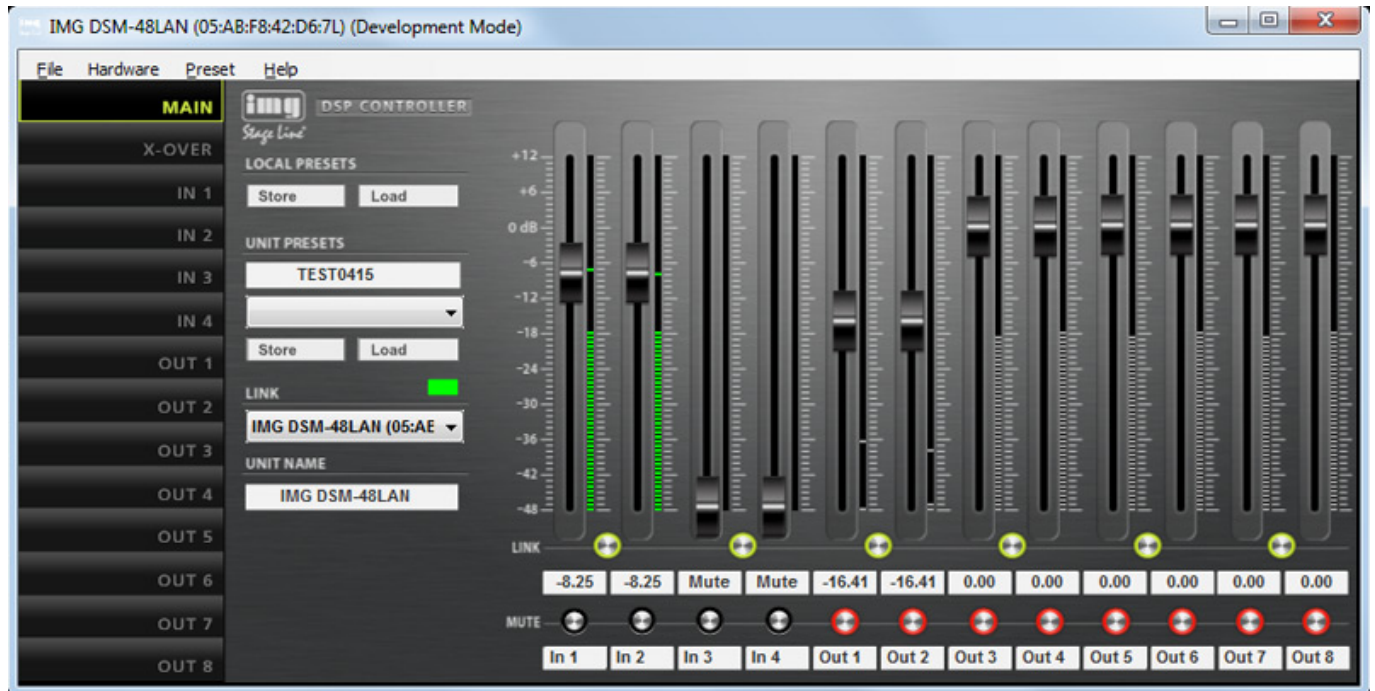 IMG DSM-48LAN (05:AB:F8:42:D6:7L) (Development Mode)
File Hardware Preset Help
MAIN
X-OVER
IN 1
IN 2
IN 3
IN 4
OUT 1
OUT 2
OUT 3
OUT 4
OUT 5
OUT 6
OUT 7
OUT 8
img DSP CONTROLLER
Stage Line
LOCAL PRESETS
Store Load
UNIT PRESETS
TEST0415
Store Load
LINK
IMG DSM-48LAN (05:AE
UNIT NAME
IMG DSM-48LAN
+12
+6
0 dB
-6
-12
-18
-24
-30
-36
-42
-48
LINK
-8.25 -8.25 Mute Mute -16.41 -16.41 0.00 0.00 0.00 0.00 0.00 0.00
MUTE
In 1 In 2 In 3 In 4 Out 1 Out 2 Out 3 Out 4 Out 5 Out 6 Out 7 Out 8